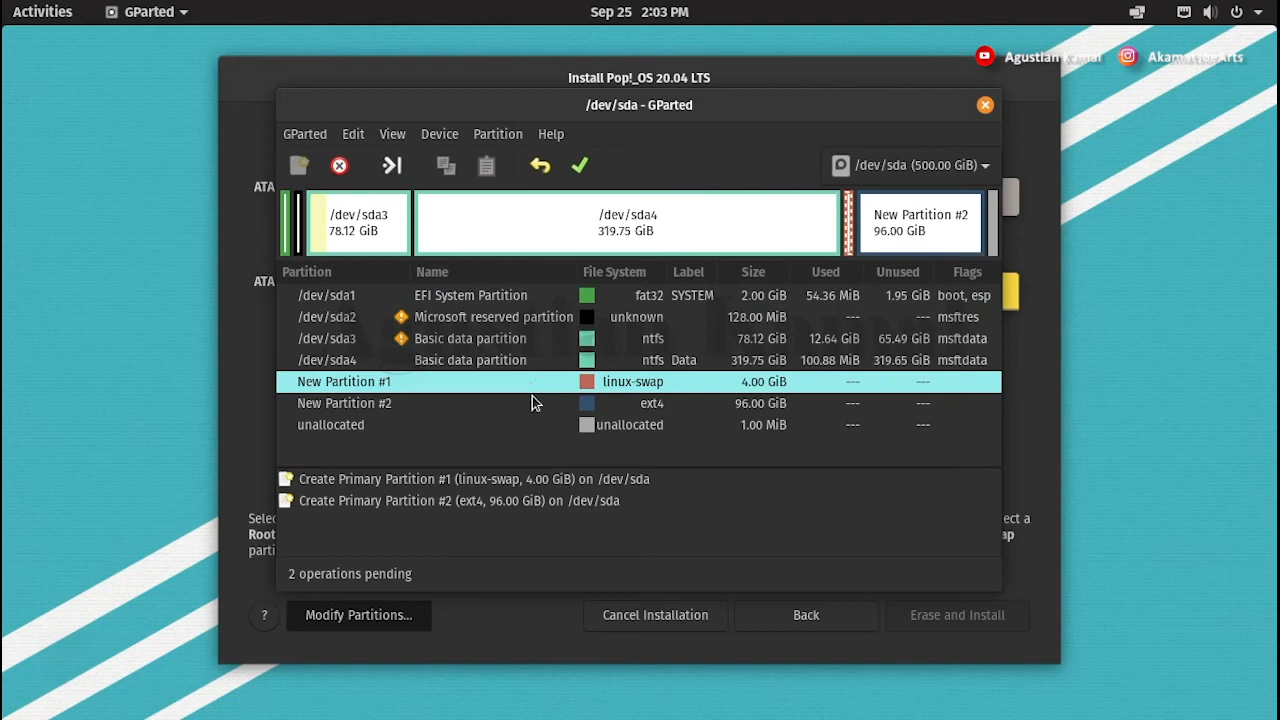 Activities GParted Sep 25 2:03 PM
Agustian Kamal AkamatsueArts
Install Pop!_OS 20.04 LTS
/dev/sda - GParted
GParted Edit View Device Partition Help
/dev/sda (500.00 GiB)
ATA
/dev/sda3
78.12 GiB
/dev/sda4
319.75 GiB
New Partition #2
96.00 GiB
Partition Name File System Label Size Used Unused Flags
ATA
/dev/sda1 EFI System Partition fat32 SYSTEM 2.00 GiB 54.36 MiB 1.95 GiB boot, esp
/dev/sda2 Microsoft reserved partition unknown 128.00 MiB --- --- msftres
/dev/sda3 Basic data partition ntfs 78.12 GiB 12.64 GiB 65.49 GiB msftdata
/dev/sda4 Basic data partition ntfs Data 319.75 GiB 100.88 MiB 319.65 GiB msftdata
New Partition #1 linux-swap 4.00 GiB --- ---
New Partition #2 ext4 96.00 GiB --- ---
unallocated unallocated 1.00 MiB --- ---
Create Primary Partition #1 (linux-swap, 4.00 GiB) on /dev/sda
Create Primary Partition #2 (ext4, 96.00 GiB) on /dev/sda
Selec ect a
Root ap
parti
2 operations pending
? Modify Partitions... Cancel Installation Back Erase and Install